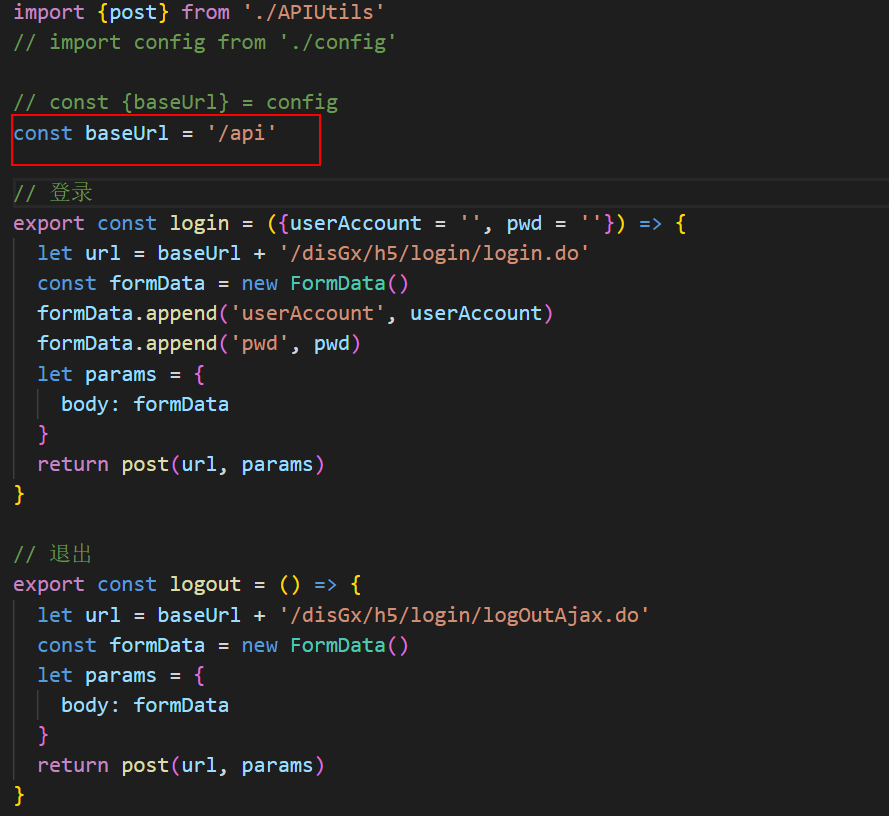 import {post} from './APIUtils'
// import config from './config'
// const {baseUrl} = config
const baseUrl = '/api'
// 登录
export const login = ({userAccount = '', pwd = ''}) => {
let url = baseUrl + '/disGx/h5/login/login.do'
const formData = new FormData()
formData.append('userAccount', userAccount)
formData.append('pwd', pwd)
let params = {
body: formData
}
return post(url, params)
}
// 退出
export const logout = () => {
let url = baseUrl + '/disGx/h5/login/logOutAjax.do'
const formData = new FormData()
let params = {
body: formData
}
return post(url, params)
}